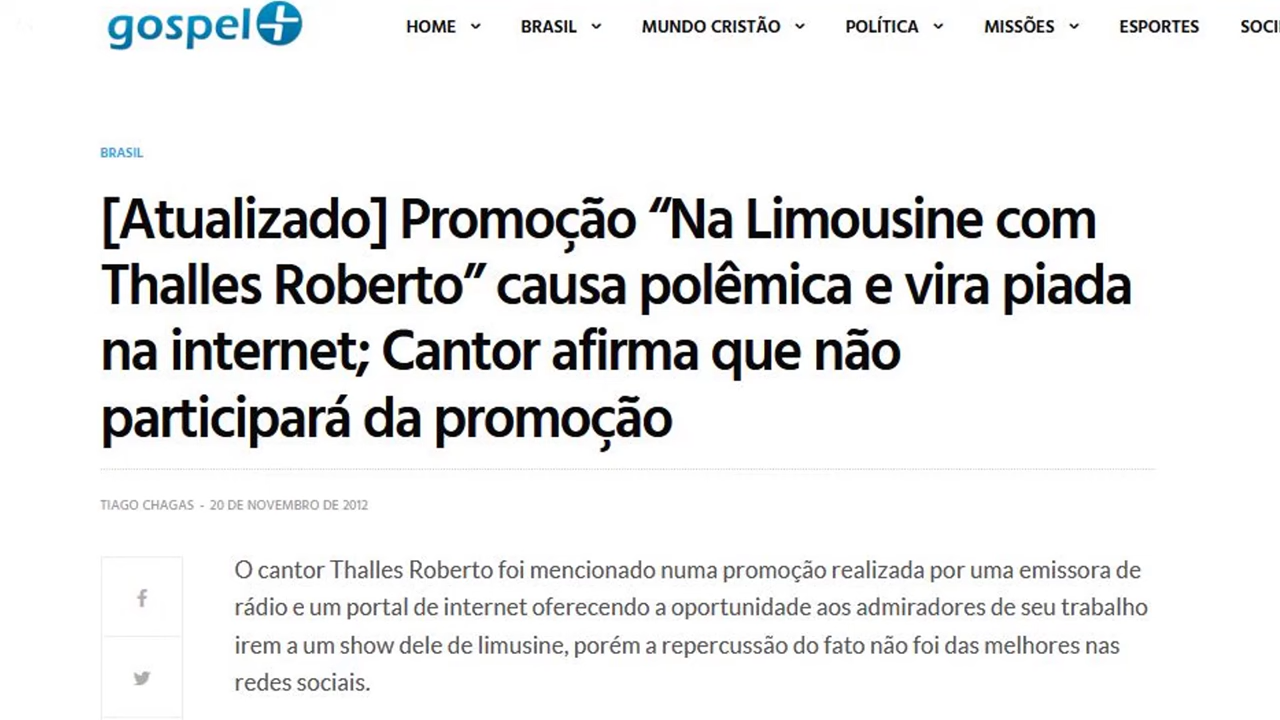 gospel+
HOME BRASIL MUNDO CRISTÃO POLÍTICA MISSÕES ESPORTES SOCI
BRASIL
[Atualizado] Promoção “Na Limousine com
Thalles Roberto” causa polêmica e vira piada
na internet; Cantor afirma que não
participará da promoção
TIAGO CHAGAS - 20 DE NOVEMBRO DE 2012
O cantor Thalles Roberto foi mencionado numa promoção realizada por uma emissora de
rádio e um portal de internet oferecendo a oportunidade aos admiradores de seu trabalho
irem a um show dele de limusine, porém a repercussão do fato não foi das melhores nas
redes sociais.